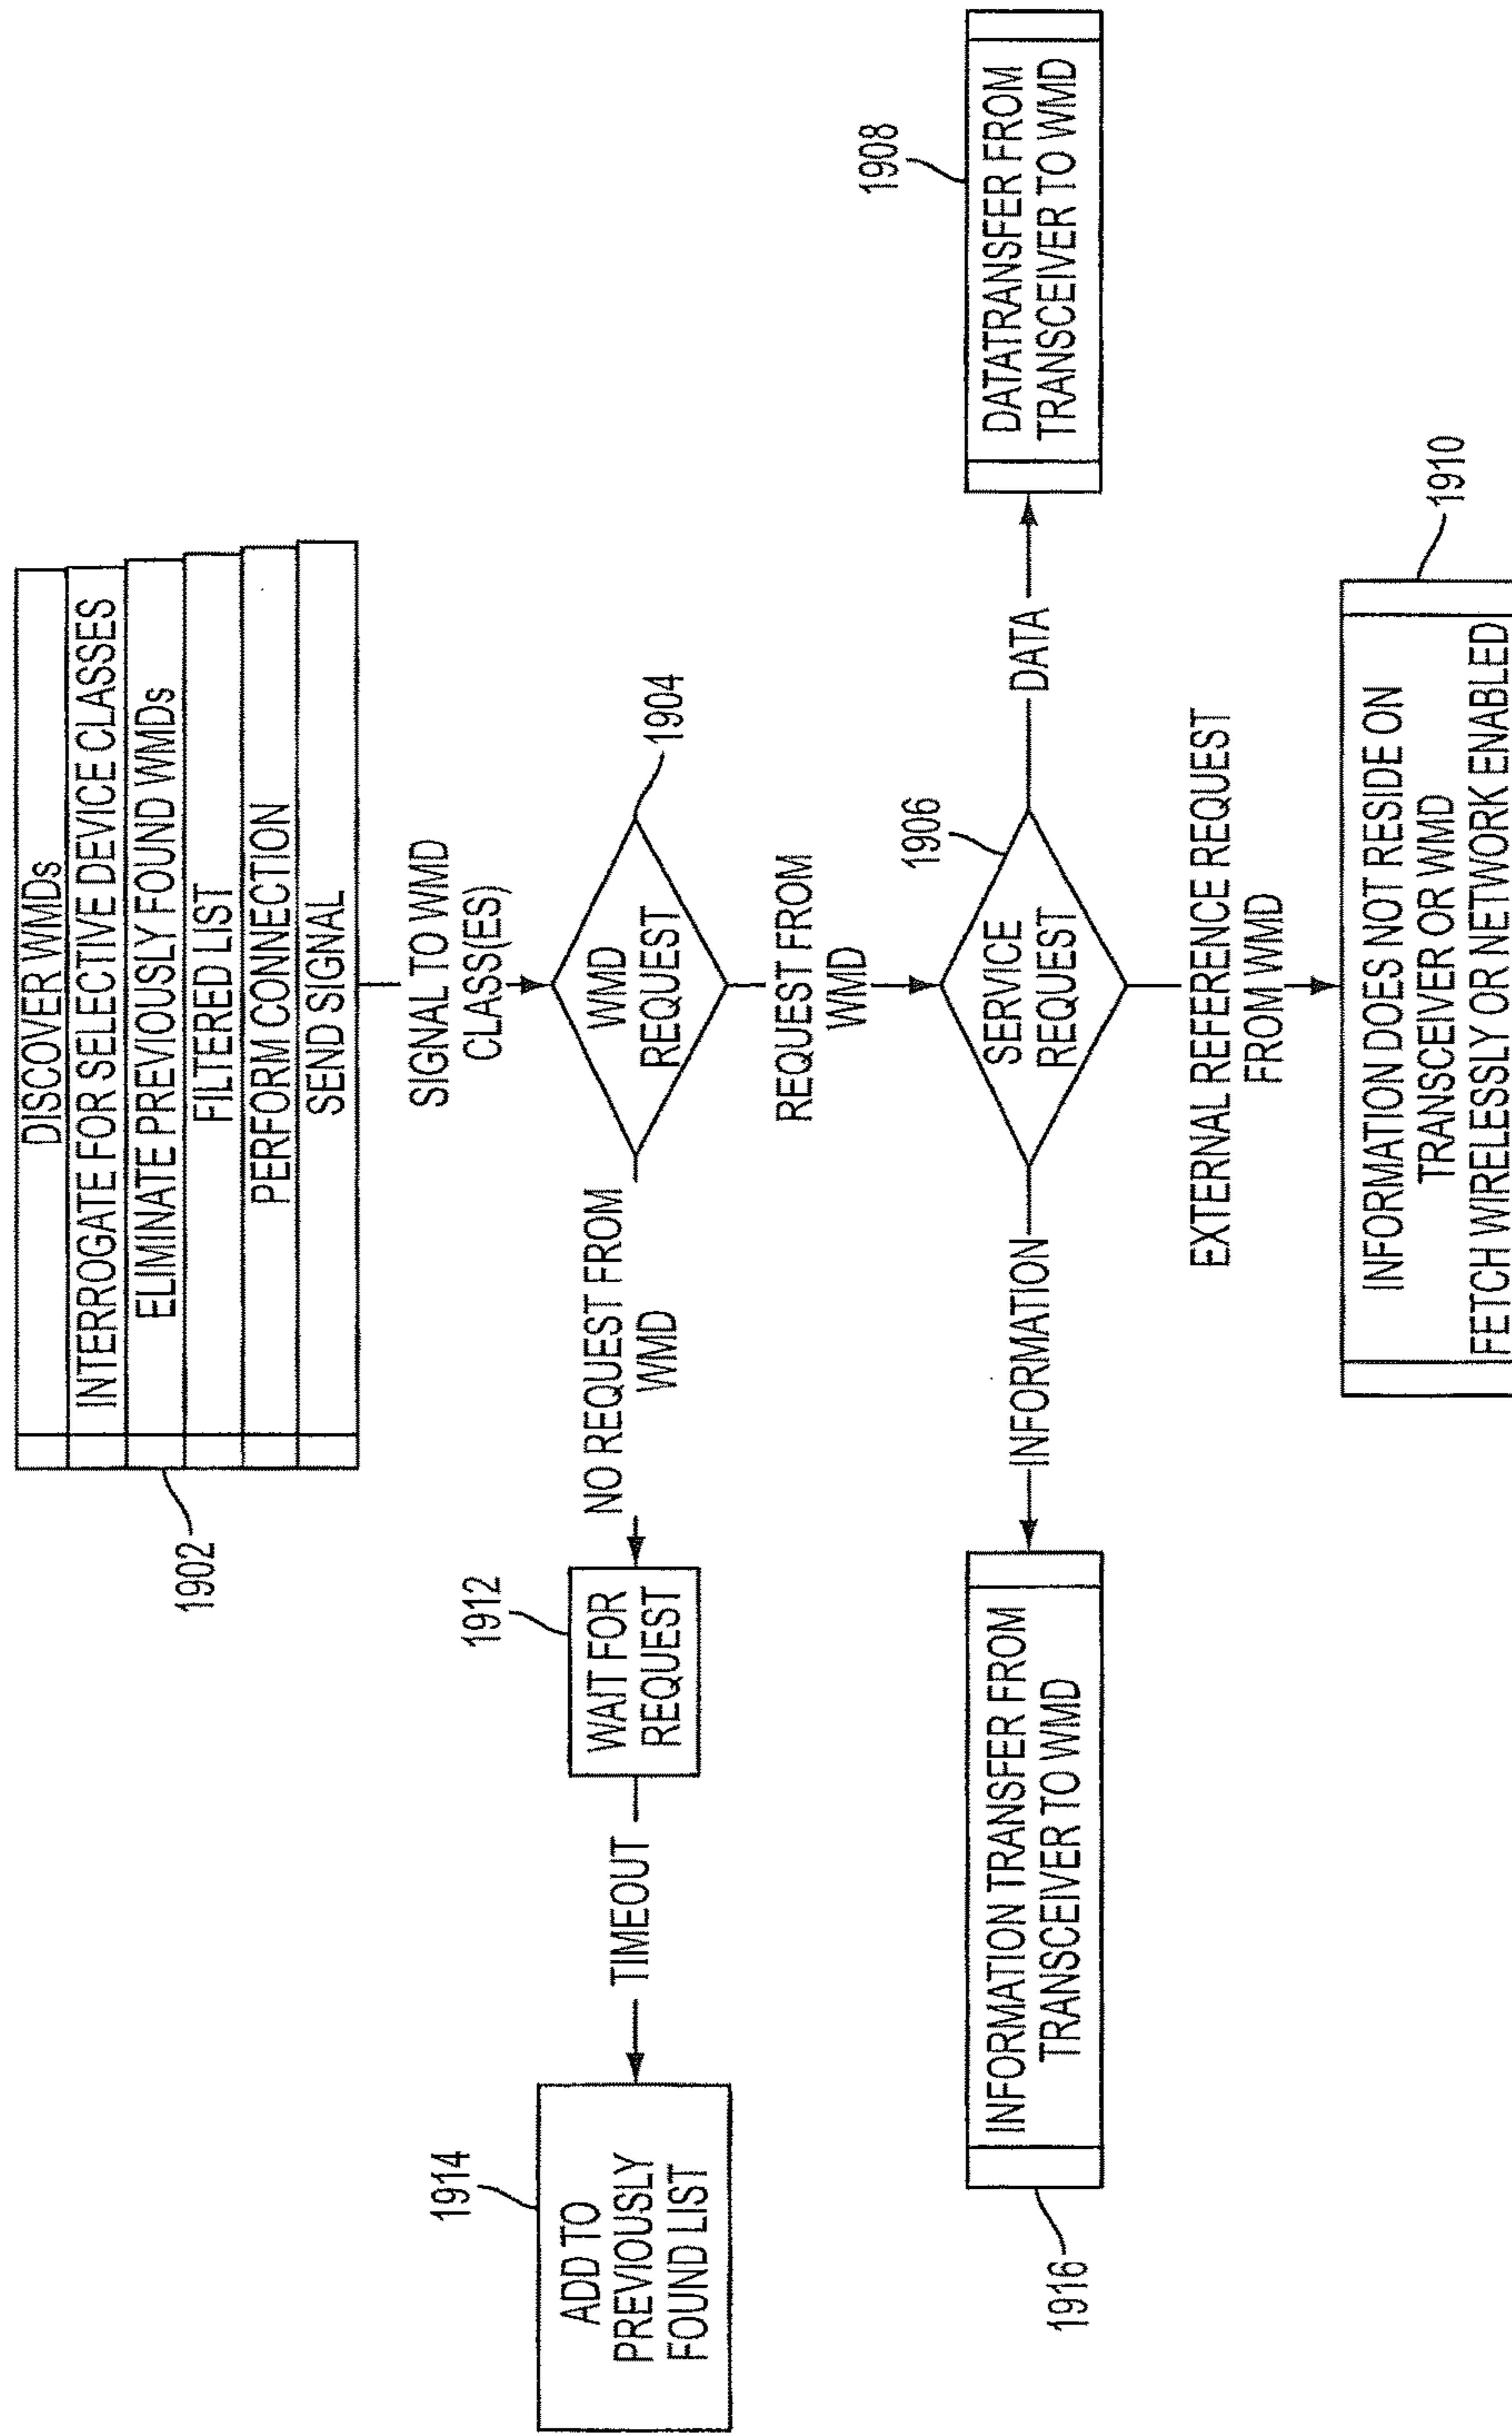 DISCOVER WMDs
INTERROGATE FOR SELECTIVE DEVICE CLASSES
ELIMINATE PREVIOUSLY FOUND WMDs
FILTERED LIST
PERFORM CONNECTION
SEND SIGNAL
1902
SIGNAL TO WMD
CLASS(ES)
1904
WMD
REQUEST
NO REQUEST FROM
WMD
1912
WAIT FOR
REQUEST
TIMEOUT
1914
ADD TO
PREVIOUSLY
FOUND LIST
REQUEST FROM
WMD
1906
SERVICE
REQUEST
DATA
1908
DATATRANSFER FROM
TRANSCEIVER TO WMD
INFORMATION
INFORMATION TRANSFER FROM
TRANSCEIVER TO WMD
1916
EXTERNAL REFERENCE REQUEST
FROM WMD
1910
INFORMATION DOES NOT RESIDE ON
TRANSCEIVER OR WMD
FETCH WIRELESSLY OR NETWORK ENABLED